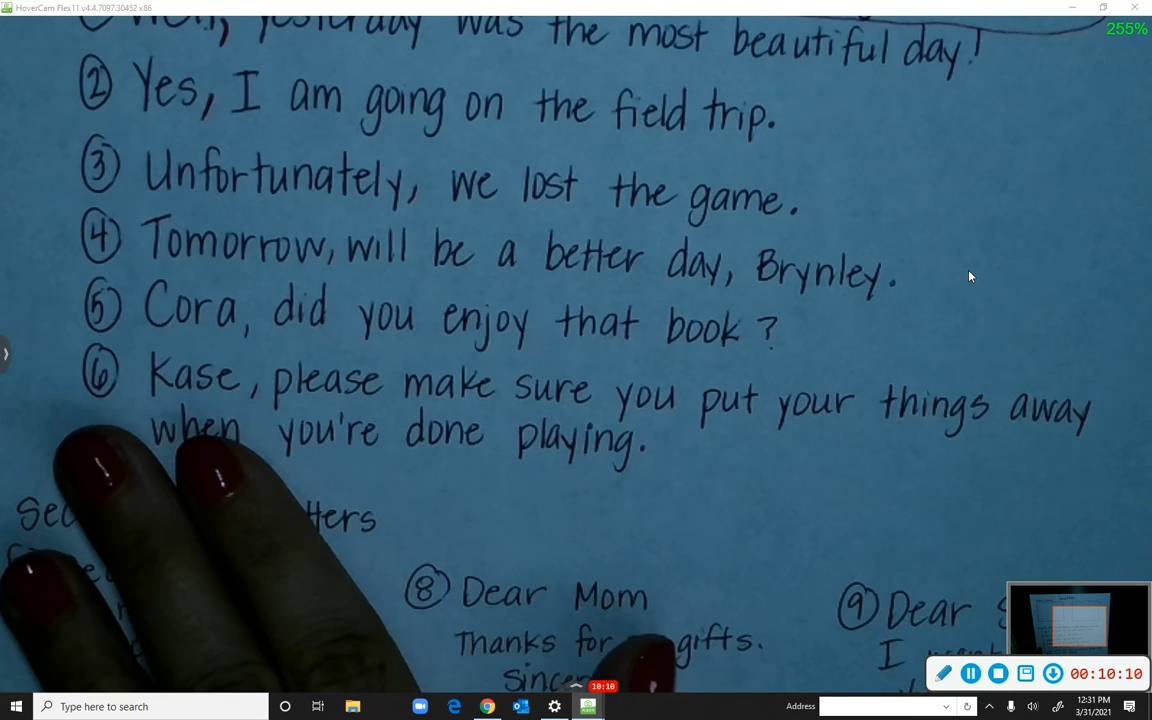 HoverCam Flex11 v4.4.7097.30452 x86
255%
yesterday was the most beautiful day!
② Yes, I am going on the field trip.
③ Unfortunately, we lost the game.
④ Tomorrow, will be a better day, Brynley.
⑤ Cora, did you enjoy that book?
⑥ Kase, please make sure you put your things away
when you're done playing.
⑧ Dear Mom
⑨ Dear
Thanks for gifts.
I
00:10:10
10:10
Type here to search
Address
12:31 PM
3/31/2021